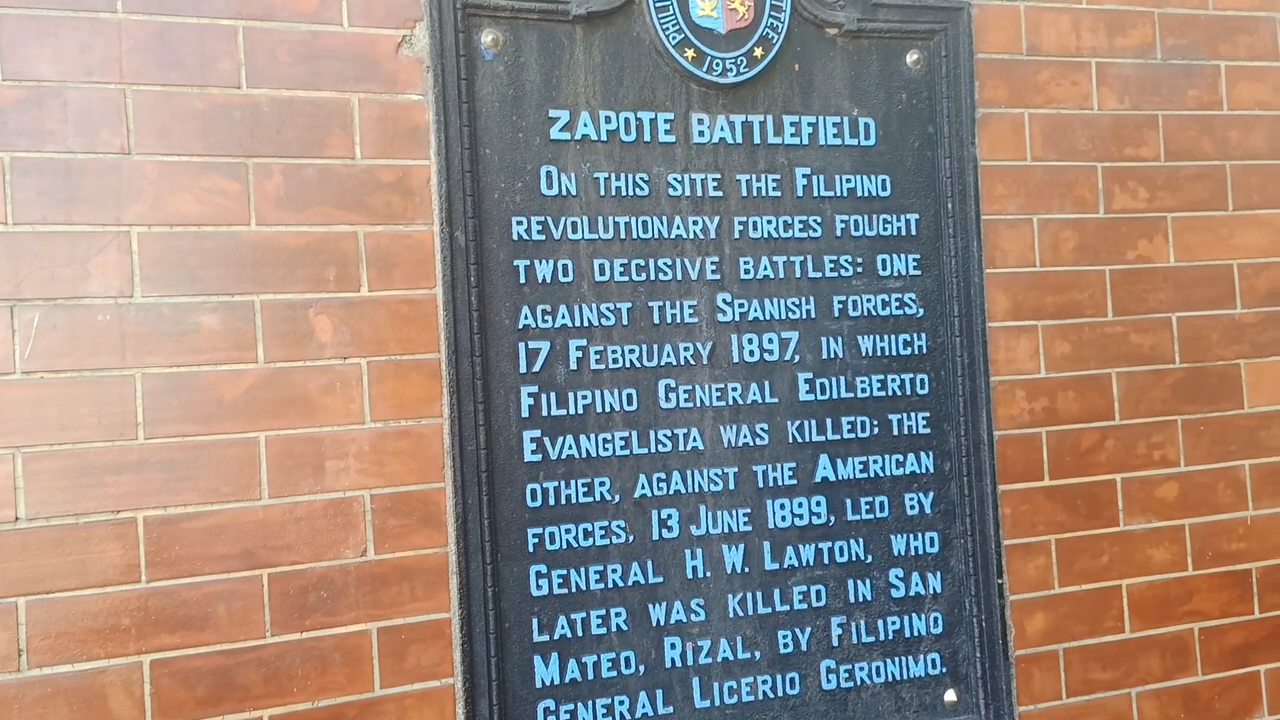 PHILI TTEE
1952
ZAPOTE BATTLEFIELD
ON THIS SITE THE FILIPINO
REVOLUTIONARY FORCES FOUGHT
TWO DECISIVE BATTLES: ONE
AGAINST THE SPANISH FORCES,
17 FEBRUARY 1897, IN WHICH
FILIPINO GENERAL EDILBERTO
EVANGELISTA WAS KILLED; THE
OTHER, AGAINST THE AMERICAN
FORCES, 13 JUNE 1899, LED BY
GENERAL H. W. LAWTON, WHO
LATER WAS KILLED IN SAN
MATEO, RIZAL, BY FILIPINO
GENERAL LICERIO GERONIMO.